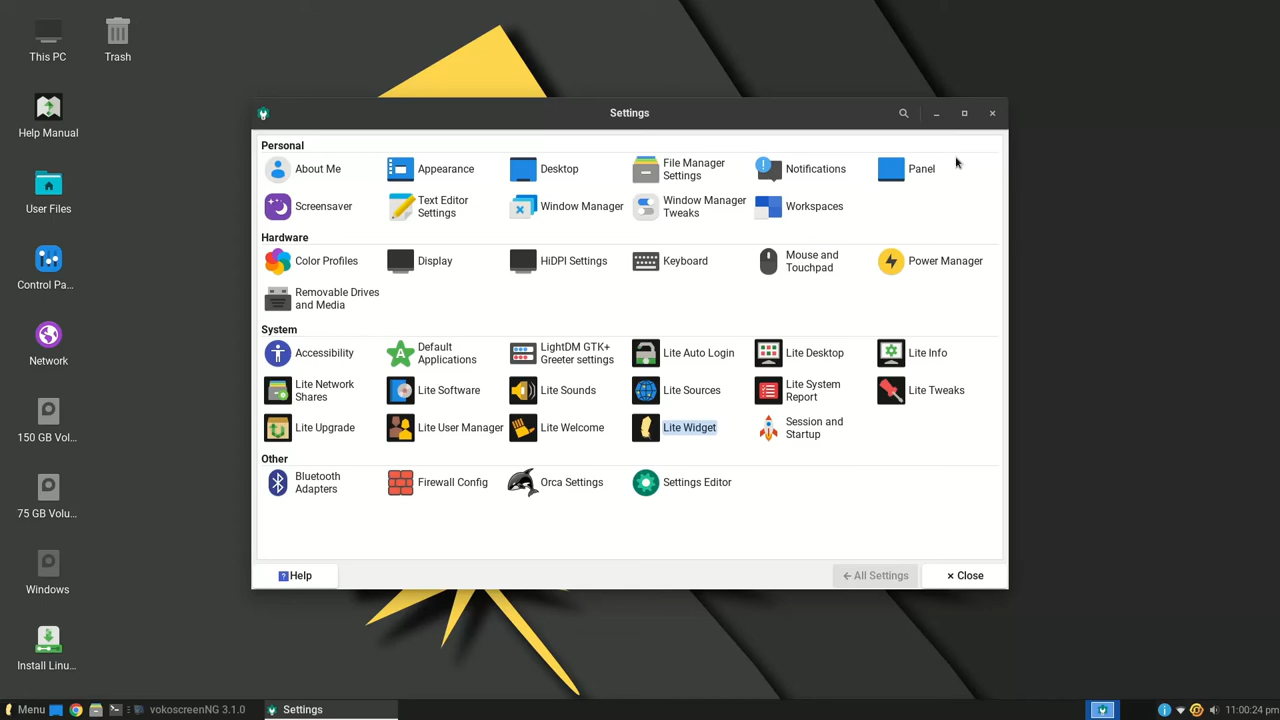 This PC
Trash
Help Manual
User Files
Control Pa...
Network
150 GB Vol...
75 GB Volu...
Windows
Install Linu...
Settings
Personal
About Me
Appearance
Desktop
File Manager
Settings
Notifications
Panel
Screensaver
Text Editor
Settings
Window Manager
Window Manager
Tweaks
Workspaces
Hardware
Color Profiles
Display
HiDPI Settings
Keyboard
Mouse and
Touchpad
Power Manager
Removable Drives
and Media
System
Accessibility
Default
Applications
LightDM GTK+
Greeter settings
Lite Auto Login
Lite Desktop
Lite Info
Lite Network
Shares
Lite Software
Lite Sounds
Lite Sources
Lite System
Report
Lite Tweaks
Lite Upgrade
Lite User Manager
Lite Welcome
Lite Widget
Session and
Startup
Other
Bluetooth
Adapters
Firewall Config
Orca Settings
Settings Editor
Help
All Settings
Close
Menu
vokoscreenNG 3.1.0
Settings
11:00:24 pm